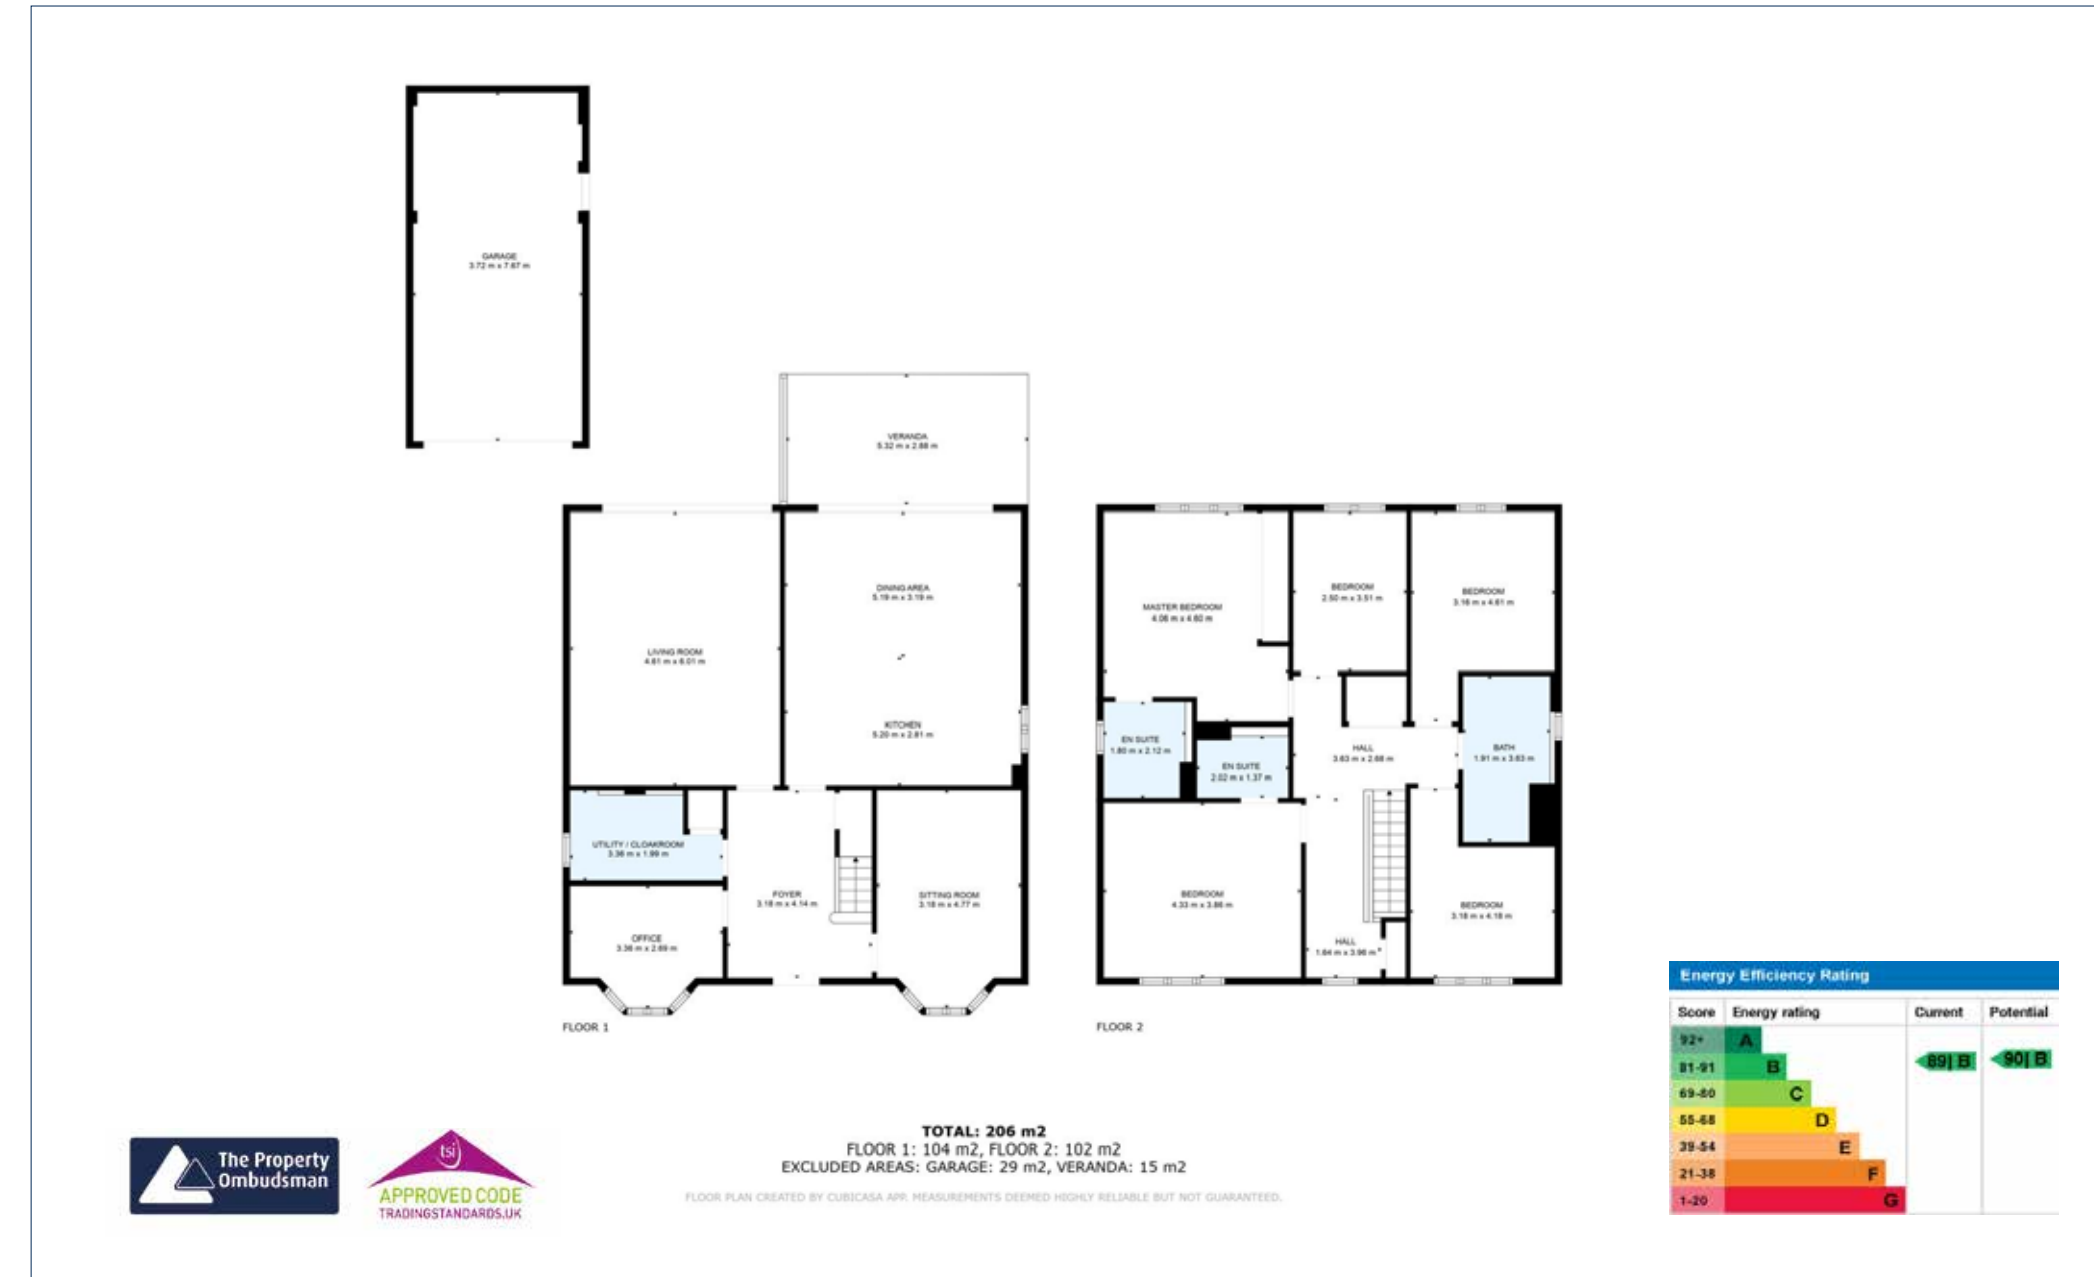 GARAGE
3.72 m x 7.67 m
VERANDA
5.32 m x 2.88 m
DINING AREA
5.19 m x 3.19 m
LIVING ROOM
4.61 m x 6.01 m
KITCHEN
5.20 m x 2.81 m
UTILITY / CLOAKROOM
3.36 m x 1.99 m
FOYER
3.18 m x 4.14 m
SITTING ROOM
3.18 m x 4.77 m
OFFICE
3.36 m x 2.69 m
FLOOR 1
MASTER BEDROOM
4.06 m x 4.60 m
BEDROOM
2.50 m x 3.51 m
BEDROOM
3.16 m x 4.61 m
EN SUITE
1.80 m x 2.12 m
EN SUITE
2.02 m x 1.37 m
HALL
3.63 m x 2.68 m
BATH
1.91 m x 3.63 m
BEDROOM
4.33 m x 3.86 m
HALL
1.64 m x 3.96 m
BEDROOM
3.18 m x 4.18 m
FLOOR 2
Energy Efficiency Rating
Score Energy rating Current Potential
92+ A
81-91 B 89| B 90| B
69-80 C
55-68 D
39-54 E
21-38 F
1-20 G
The Property
Ombudsman
tsi
APPROVED CODE
TRADINGSTANDARDS.UK
TOTAL: 206 m2
FLOOR 1: 104 m2, FLOOR 2: 102 m2
EXCLUDED AREAS: GARAGE: 29 m2, VERANDA: 15 m2
FLOOR PLAN CREATED BY CUBICASA APP. MEASUREMENTS DEEMED HIGHLY RELIABLE BUT NOT GUARANTEED.